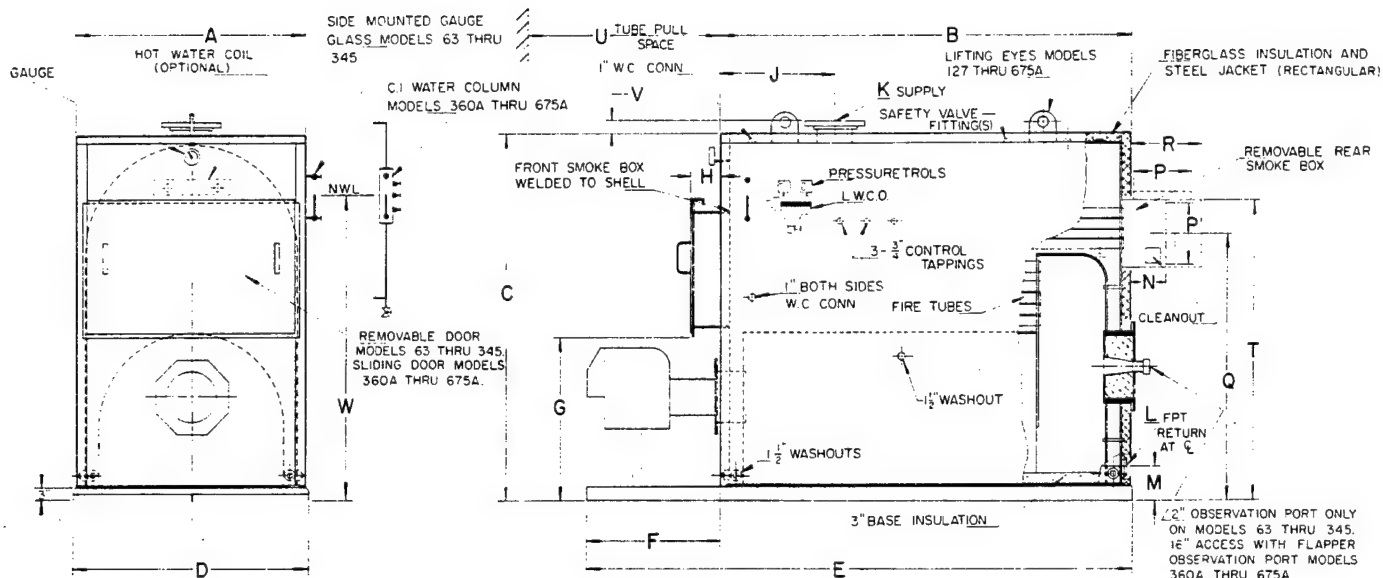 A
SIDE MOUNTED GAUGE
GLASS MODELS 63 THRU
345
HOT WATER COIL
(OPTIONAL)
GAUGE
C.I WATER COLUMN
MODELS 360A THRU 675A
NWL
REMOVABLE DOOR
MODELS 63 THRU 345.
SLIDING DOOR MODELS
360A THRU 675A.
W
D
U
TUBE PULL
SPACE
1" W.C CONN
V
J
B
K SUPPLY
LIFTING EYES MODELS
127 THRU 675A
SAFETY VALVE
FITTING(S)
FIBERGLASS INSULATION AND
STEEL JACKET (RECTANGULAR)
R
P
REMOVABLE REAR
SMOKE BOX
FRONT SMOKE BOX
WELDED TO SHELL
H
PRESSURETROLS
L.W.C.O.
3 - 3/4" CONTROL
TAPPINGS
P'
N
C
1" BOTH SIDES
W.C CONN
FIRE TUBES
CLEANOUT
T
Q
G
1 1/2" WASHOUT
L FPT
RETURN
AT ℄
1 1/2" WASHOUTS
M
3" BASE INSULATION
F
E
2" OBSERVATION PORT ONLY
ON MODELS 63 THRU 345.
16" ACCESS WITH FLAPPER
OBSERVATION PORT MODELS
360A THRU 675A